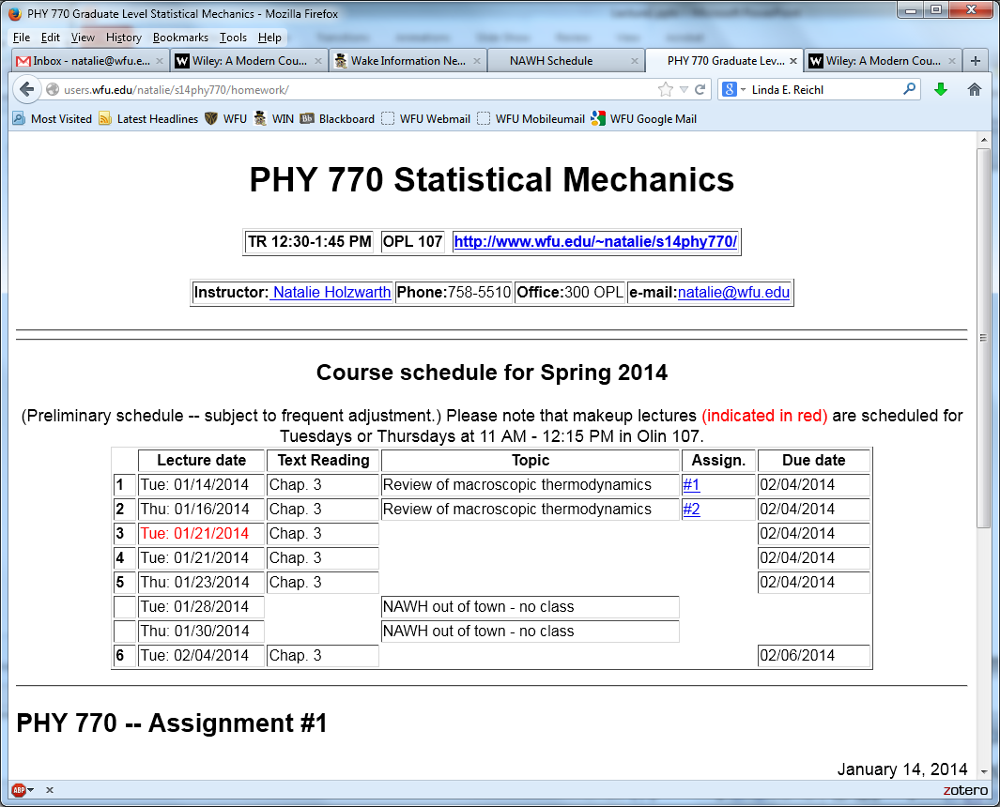 PHY 770 Graduate Level Statistical Mechanics - Mozilla Firefox
File Edit View History Bookmarks Tools Help
Inbox - natalie@wfu.e... Wiley: A Modern Cour... Wake Information Ne... NAWH Schedule PHY 770 Graduate Lev... Wiley: A Modern Cour...
users.wfu.edu/natalie/s14phy770/homework/ Linda E. Reichl
Most Visited Latest Headlines WFU WIN Bb Blackboard WFU Webmail WFU Mobileumail WFU Google Mail
PHY 770 Statistical Mechanics
TR 12:30-1:45 PM OPL 107 http://www.wfu.edu/~natalie/s14phy770/
Instructor: Natalie Holzwarth Phone:758-5510 Office:300 OPL e-mail:natalie@wfu.edu
Course schedule for Spring 2014
(Preliminary schedule -- subject to frequent adjustment.) Please note that makeup lectures (indicated in red) are scheduled for
Tuesdays or Thursdays at 11 AM - 12:15 PM in Olin 107.
Lecture date Text Reading Topic Assign. Due date
1 Tue: 01/14/2014 Chap. 3 Review of macroscopic thermodynamics #1 02/04/2014
2 Thu: 01/16/2014 Chap. 3 Review of macroscopic thermodynamics #2 02/04/2014
3 Tue: 01/21/2014 Chap. 3 02/04/2014
4 Tue: 01/21/2014 Chap. 3 02/04/2014
5 Thu: 01/23/2014 Chap. 3 02/04/2014
Tue: 01/28/2014 NAWH out of town - no class
Thu: 01/30/2014 NAWH out of town - no class
6 Tue: 02/04/2014 Chap. 3 02/06/2014
PHY 770 -- Assignment #1
January 14, 2014
ABP zotero